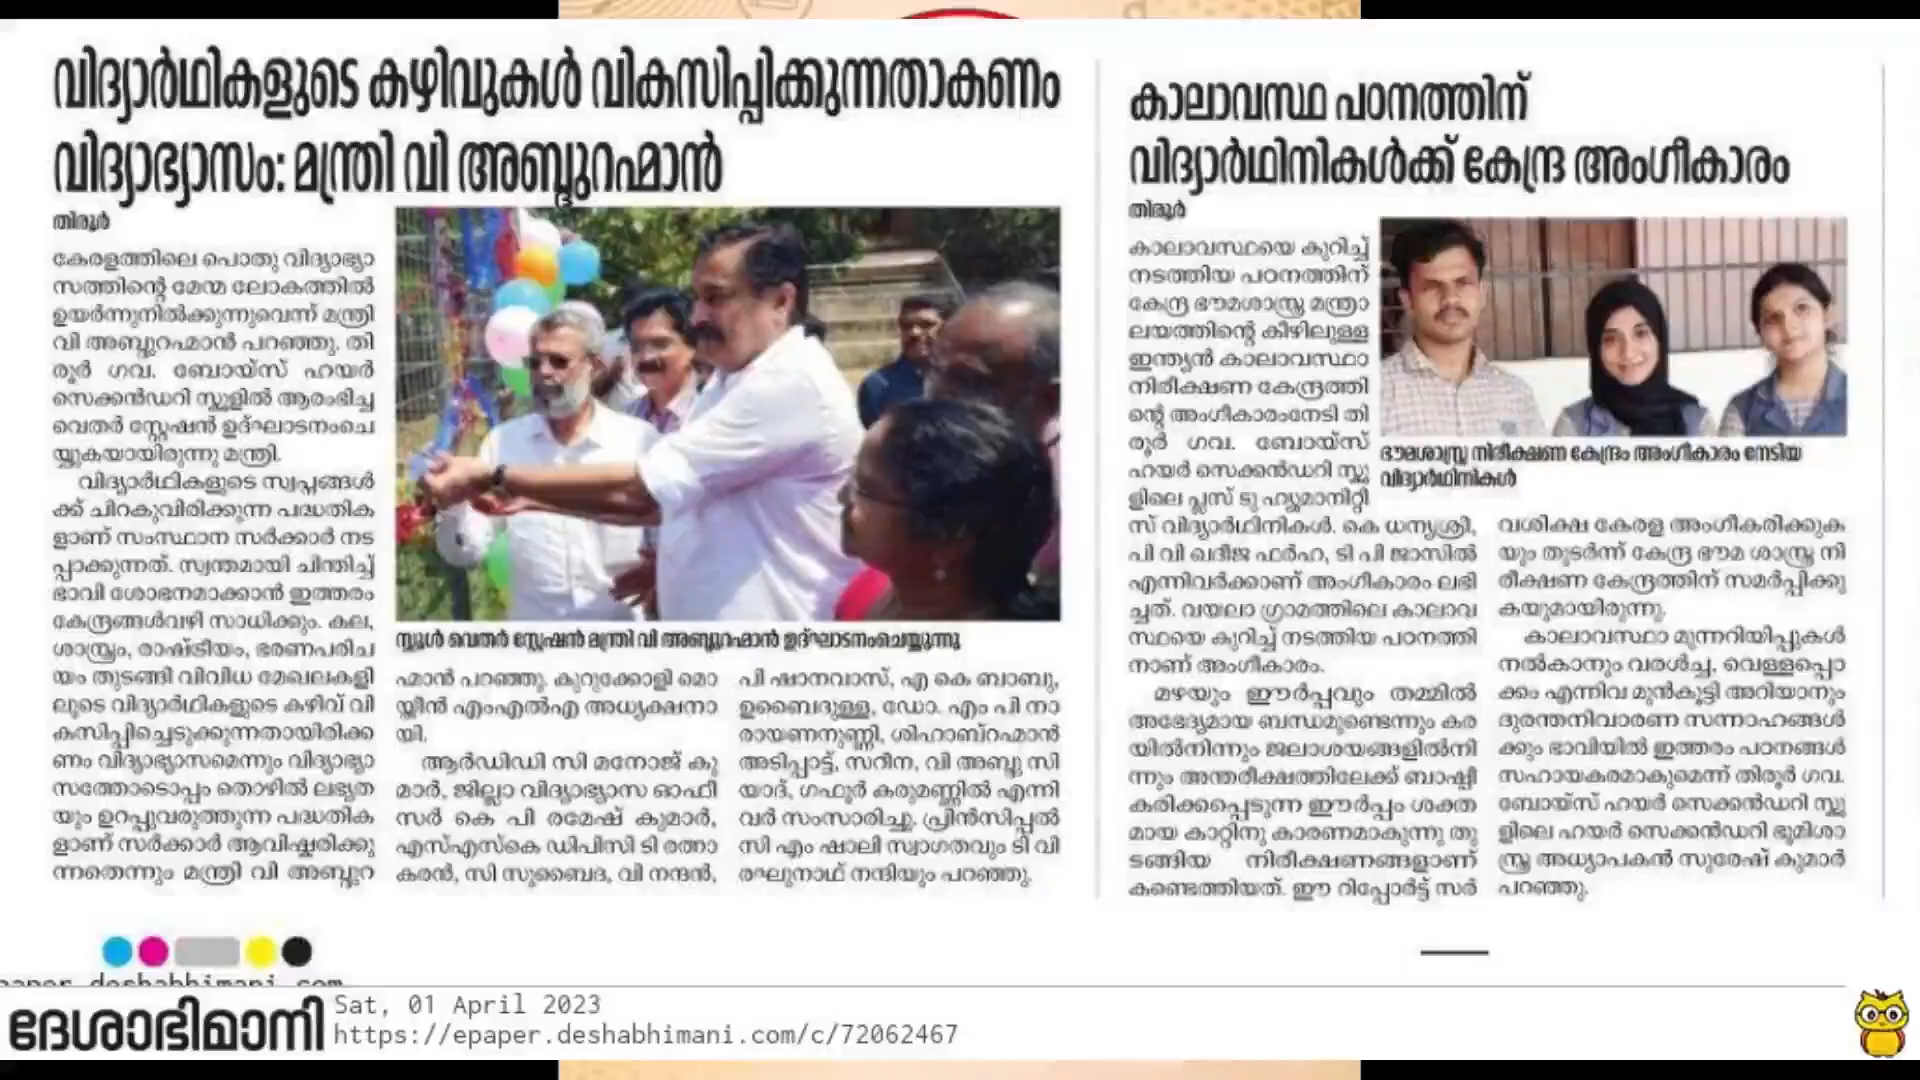 വിദ്യാർഥികളുടെ കഴിവുകൾ വികസിപ്പിക്കുന്നതാകണം
വിദ്യാഭ്യാസം: മന്ത്രി വി അബ്ദുറഹ്മാൻ
തിരൂർ
കേരളത്തിലെ പൊതു വിദ്യാഭ്യാ
സത്തിന്റെ മേന്മ ലോകത്തിൽ
ഉയർന്നുനിൽക്കുന്നുവെന്ന് മന്ത്രി
വി അബ്ദുറഹ്മാൻ പറഞ്ഞു. തി
രൂർ ഗവ. ബോയ്സ് ഹയർ
സെക്കൻഡറി സ്കൂളിൽ ആരംഭിച്ച
വെതർ സ്റ്റേഷൻ ഉദ്ഘാടനംചെ
യ്യുകയായിരുന്നു മന്ത്രി.
വിദ്യാർഥികളുടെ സ്വപ്നങ്ങൾ
ക്ക് ചിറകുവിരിക്കുന്ന പദ്ധതിക
ളാണ് സംസ്ഥാന സർക്കാർ നട
പ്പാക്കുന്നത്. സ്വന്തമായി ചിന്തിച്ച്
ഭാവി ശോഭനമാക്കാൻ ഇത്തരം
കേന്ദ്രങ്ങൾവഴി സാധിക്കും. കല,
ശാസ്ത്രം, രാഷ്ട്രീയം, ഭരണപരിച
യം തുടങ്ങി വിവിധ മേഖലകളി
ലൂടെ വിദ്യാർഥികളുടെ കഴിവ് വി
കസിപ്പിച്ചെടുക്കുന്നതായിരിക്ക
ണം വിദ്യാഭ്യാസമെന്നും വിദ്യാഭ്യാ
സത്തോടൊപ്പം തൊഴിൽ ലഭ്യത
യും ഉറപ്പുവരുത്തുന്ന പദ്ധതിക
ളാണ് സർക്കാർ ആവിഷ്കരിക്കു
ന്നതെന്നും മന്ത്രി വി അബ്ദുറ
സ്കൂൾ വെതർ സ്റ്റേഷൻ മന്ത്രി വി അബ്ദുറഹ്മാൻ ഉദ്ഘാടനംചെയ്യുന്നു
ഹ്മാൻ പറഞ്ഞു. കുറുക്കോളി മൊ
യ്തീൻ എംഎൽഎ അധ്യക്ഷനാ
യി.
ആർഡിഡി സി മനോജ് കു
മാർ, ജില്ലാ വിദ്യാഭ്യാസ ഓഫീ
സർ കെ പി രമേഷ് കുമാർ,
എസ്എസ്കെ ഡിപിസി ടി രത്നാ
കരൻ, സി സുബൈദ, വി നന്ദൻ,
പി ഷാനവാസ്, എ കെ ബാബു,
ഉബൈദുള്ള, ഡോ. എം പി നാ
രായണനുണ്ണി, ശിഹാബ്റഹ്മാൻ
അടിപ്പാട്ട്, സറീന, വി അബൂ സി
യാദ്, ഗഫൂർ കരുമണ്ണിൽ എന്നി
വർ സംസാരിച്ചു. പ്രിൻസിപ്പൽ
സി എം ഷാലി സ്വാഗതവും ടി വി
രഘുനാഥ് നന്ദിയും പറഞ്ഞു.
കാലാവസ്ഥ പഠനത്തിന്
വിദ്യാർഥിനികൾക്ക് കേന്ദ്ര അംഗീകാരം
തിരൂർ
കാലാവസ്ഥയെ കുറിച്ച്
നടത്തിയ പഠനത്തിന്
കേന്ദ്ര ഭൗമശാസ്ത്ര മന്ത്രാ
ലയത്തിന്റെ കീഴിലുള്ള
ഇന്ത്യൻ കാലാവസ്ഥാ
നിരീക്ഷണ കേന്ദ്രത്തി
ന്റെ അംഗീകാരംനേടി തി
രൂർ ഗവ. ബോയ്സ്
ഹയർ സെക്കൻഡറി സ്കൂ
ളിലെ പ്ലസ് ടു ഹ്യുമാനിറ്റി
സ് വിദ്യാർഥിനികൾ. കെ ധന്യശ്രി,
പി വി ഖദീജ ഫർഹ, ടി പി ജാസിൽ
എന്നിവർക്കാണ് അംഗീകാരം ലഭി
ച്ചത്. വയലാ ഗ്രാമത്തിലെ കാലാവ
സ്ഥയെ കുറിച്ച് നടത്തിയ പഠനത്തി
നാണ് അംഗീകാരം.
മഴയും ഈർപ്പവും തമ്മിൽ
അഭേദ്യമായ ബന്ധമുണ്ടെന്നും കര
യിൽനിന്നും ജലാശയങ്ങളിൽനി
ന്നും അന്തരീക്ഷത്തിലേക്ക് ബാഷ്പീ
കരിക്കപ്പെടുന്ന ഈർപ്പം ശക്ത
മായ കാറ്റിനു കാരണമാകുന്നു തു
ടങ്ങിയ നിരീക്ഷണങ്ങളാണ്
കണ്ടെത്തിയത്. ഈ റിപ്പോർട്ട് സർ
ഭൗമശാസ്ത്ര നിരീക്ഷണ കേന്ദ്രം അംഗീകാരം നേടിയ
വിദ്യാർഥിനികൾ
വശിക്ഷ കേരള അംഗീകരിക്കുക
യും തുടർന്ന് കേന്ദ്ര ഭൗമ ശാസ്ത്ര നി
രീക്ഷണ കേന്ദ്രത്തിന് സമർപ്പിക്കു
കയുമായിരുന്നു.
കാലാവസ്ഥാ മുന്നറിയിപ്പുകൾ
നൽകാനും വരൾച്ച, വെള്ളപ്പൊ
ക്കം എന്നിവ മുൻകൂട്ടി അറിയാനും
ദുരന്തനിവാരണ സന്നാഹങ്ങൾ
ക്കും ഭാവിയിൽ ഇത്തരം പഠനങ്ങൾ
സഹായകരമാകുമെന്ന് തിരൂർ ഗവ.
ബോയ്സ് ഹയർ സെക്കൻഡറി സ്കൂ
ളിലെ ഹയർ സെക്കൻഡറി ഭൂമിശാ
സ്ത്ര അധ്യാപകൻ സുരേഷ് കുമാർ
പറഞ്ഞു.
ദേശാഭിമാനി
Sat, 01 April 2023
https://epaper.deshabhimani.com/c/72062467